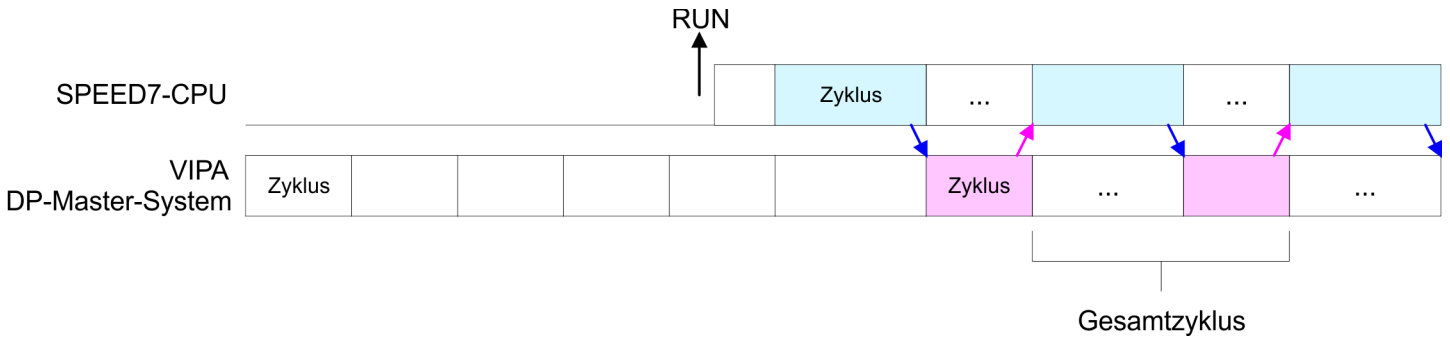 RUN
SPEED7-CPU
Zyklus
...
...
VIPA
DP-Master-System
Zyklus
Zyklus
...
...
Gesamtzyklus